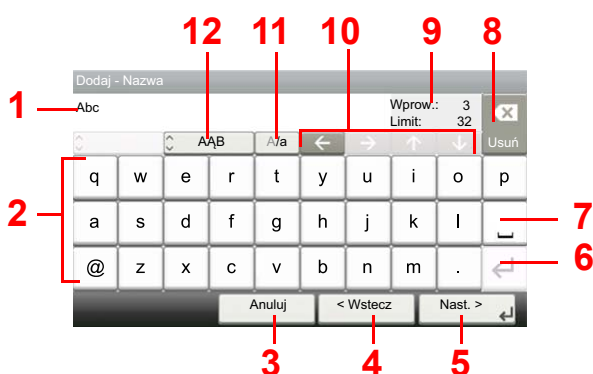 12 11 10 9 8
Dodaj - Nazwa
1 Abc Wprow.: 3
Limit: 32
AĄB A/a Usuń
2 q w e r t y u i o p
a s d f g h j k l 7
@ z x c v b n m . 6
Anuluj < Wstecz Nast. >
3 4 5